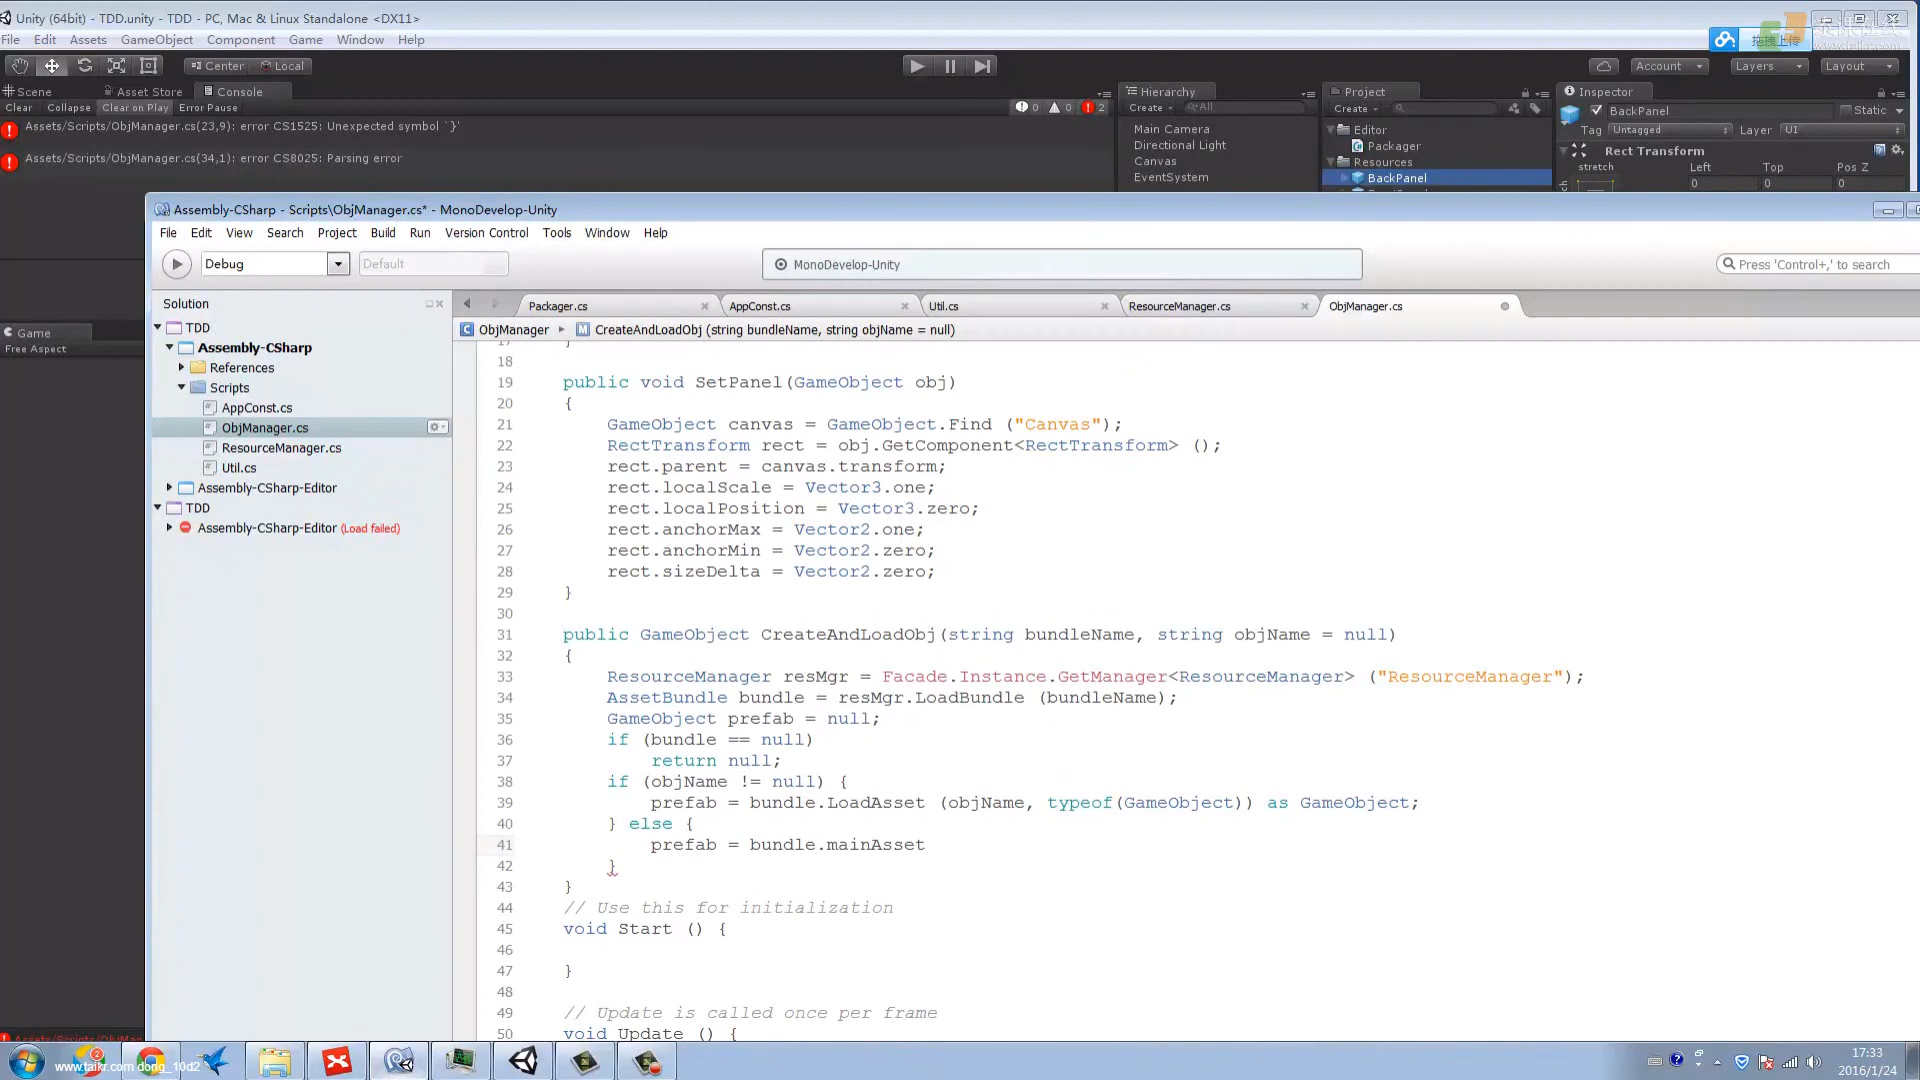 Unity (64bit) - TDD.unity - TDD - PC, Mac & Linux Standalone <DX11>
File Edit Assets GameObject Component Game Window Help
拖拽上传
Center Local Account Layers Layout
Scene Asset Store Console Hierarchy Project Inspector
Clear Collapse Clear on Play Error Pause 0 0 2 Create All Create BackPanel Static
Assets/Scripts/ObjManager.cs(23,9): error CS1525: Unexpected symbol `}'
Main Camera Editor Tag Untagged Layer UI
Directional Light Packager Rect Transform
Assets/Scripts/ObjManager.cs(34,1): error CS8025: Parsing error
Canvas Resources stretch Left Top Pos Z
EventSystem BackPanel 0 0 0
Assembly-CSharp - Scripts\ObjManager.cs* - MonoDevelop-Unity
File Edit View Search Project Build Run Version Control Tools Window Help
Debug Default MonoDevelop-Unity Press 'Control+,' to search
Solution Packager.cs AppConst.cs Util.cs ResourceManager.cs ObjManager.cs
ObjManager CreateAndLoadObj (string bundleName, string objName = null)
TDD
Assembly-CSharp
References
Scripts
AppConst.cs
ObjManager.cs
ResourceManager.cs
Util.cs
Assembly-CSharp-Editor
TDD
Assembly-CSharp-Editor (Load failed)
Game
Free Aspect
17 }
18
19 public void SetPanel(GameObject obj)
20 {
21 GameObject canvas = GameObject.Find ("Canvas");
22 RectTransform rect = obj.GetComponent<RectTransform> ();
23 rect.parent = canvas.transform;
24 rect.localScale = Vector3.one;
25 rect.localPosition = Vector3.zero;
26 rect.anchorMax = Vector2.one;
27 rect.anchorMin = Vector2.zero;
28 rect.sizeDelta = Vector2.zero;
29 }
30
31 public GameObject CreateAndLoadObj(string bundleName, string objName = null)
32 {
33 ResourceManager resMgr = Facade.Instance.GetManager<ResourceManager> ("ResourceManager");
34 AssetBundle bundle = resMgr.LoadBundle (bundleName);
35 GameObject prefab = null;
36 if (bundle == null)
37 return null;
38 if (objName != null) {
39 prefab = bundle.LoadAsset (objName, typeof(GameObject)) as GameObject;
40 } else {
41 prefab = bundle.mainAsset
42 }
43 }
44 // Use this for initialization
45 void Start () {
46
47 }
48
49 // Update is called once per frame
50 void Update () {
Assets/Scripts/ObjMan
2
www.taikr.com dong_10d2
17:33
2016/1/24